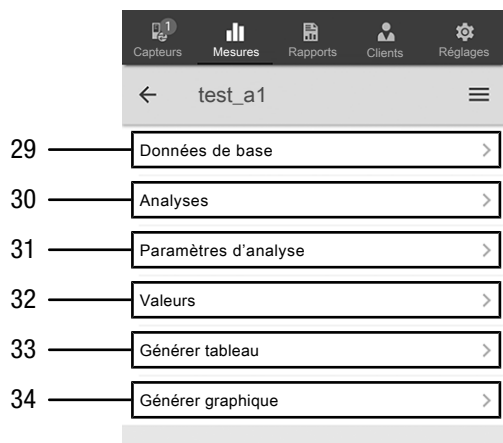 1
Capteurs Mesures Rapports Clients Réglages
test_a1
29 Données de base
30 Analyses
31 Paramètres d’analyse
32 Valeurs
33 Générer tableau
34 Générer graphique